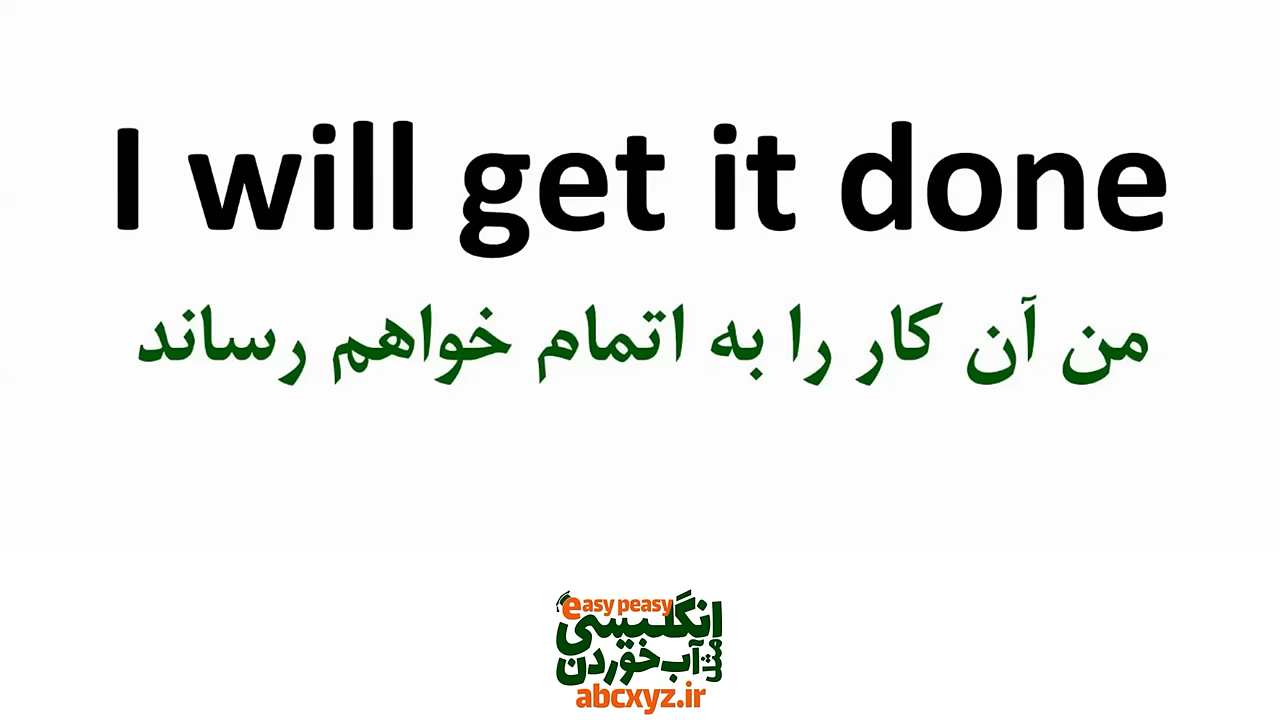 I will get it done
من آن کار را به اتمام خواهم رساند
easy peasy
انگلیسی
مثل
آب خوردن
abcxyz.ir